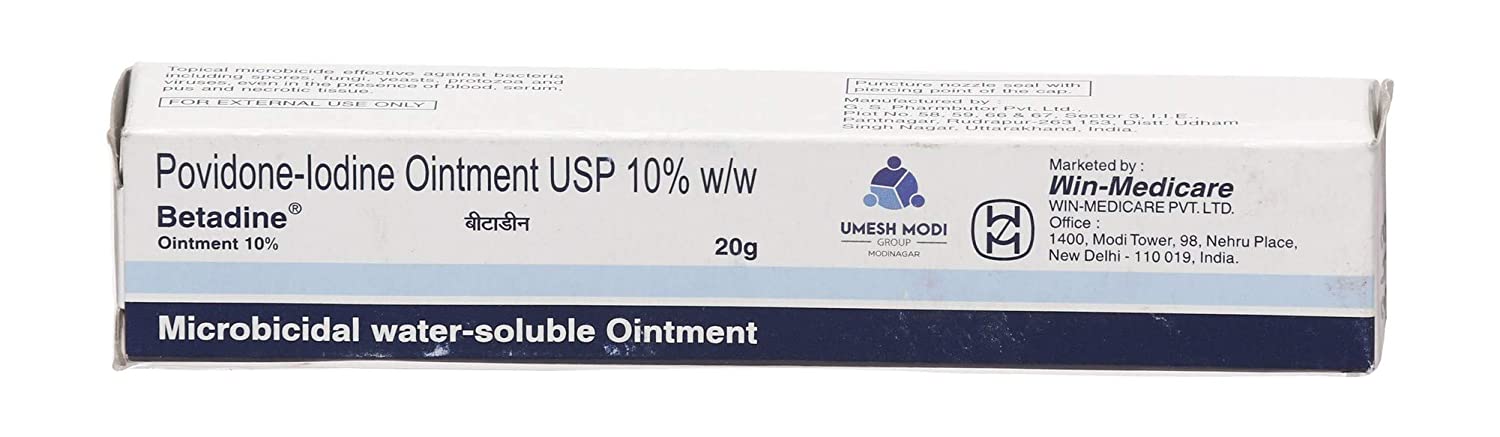 Topical microbicide effective against bacteria
including spores, fungi, yeasts, protozoa and
viruses, even in the presence of blood, serum,
pus and necrotic tissue.
FOR EXTERNAL USE ONLY
Puncture nozzle seal with
piercing point of the cap.
Manufactured by :
G. S. Pharmbutor Pvt. Ltd.,
Plot No. 58, 59, 66 & 67, Sector 3, I.I.E.,
Pantnagar, Rudrapur-263 153, Distt. Udham
Singh Nagar, Uttarakhand, India.
Povidone-Iodine Ointment USP 10% w/w
Betadine®
बीटाडीन
Ointment 10%
20g
UMESH MODI
GROUP
MODINAGAR
Marketed by :
Win-Medicare
WIN-MEDICARE PVT. LTD.
Office :
1400, Modi Tower, 98, Nehru Place,
New Delhi - 110 019, India.
Microbicidal water-soluble Ointment